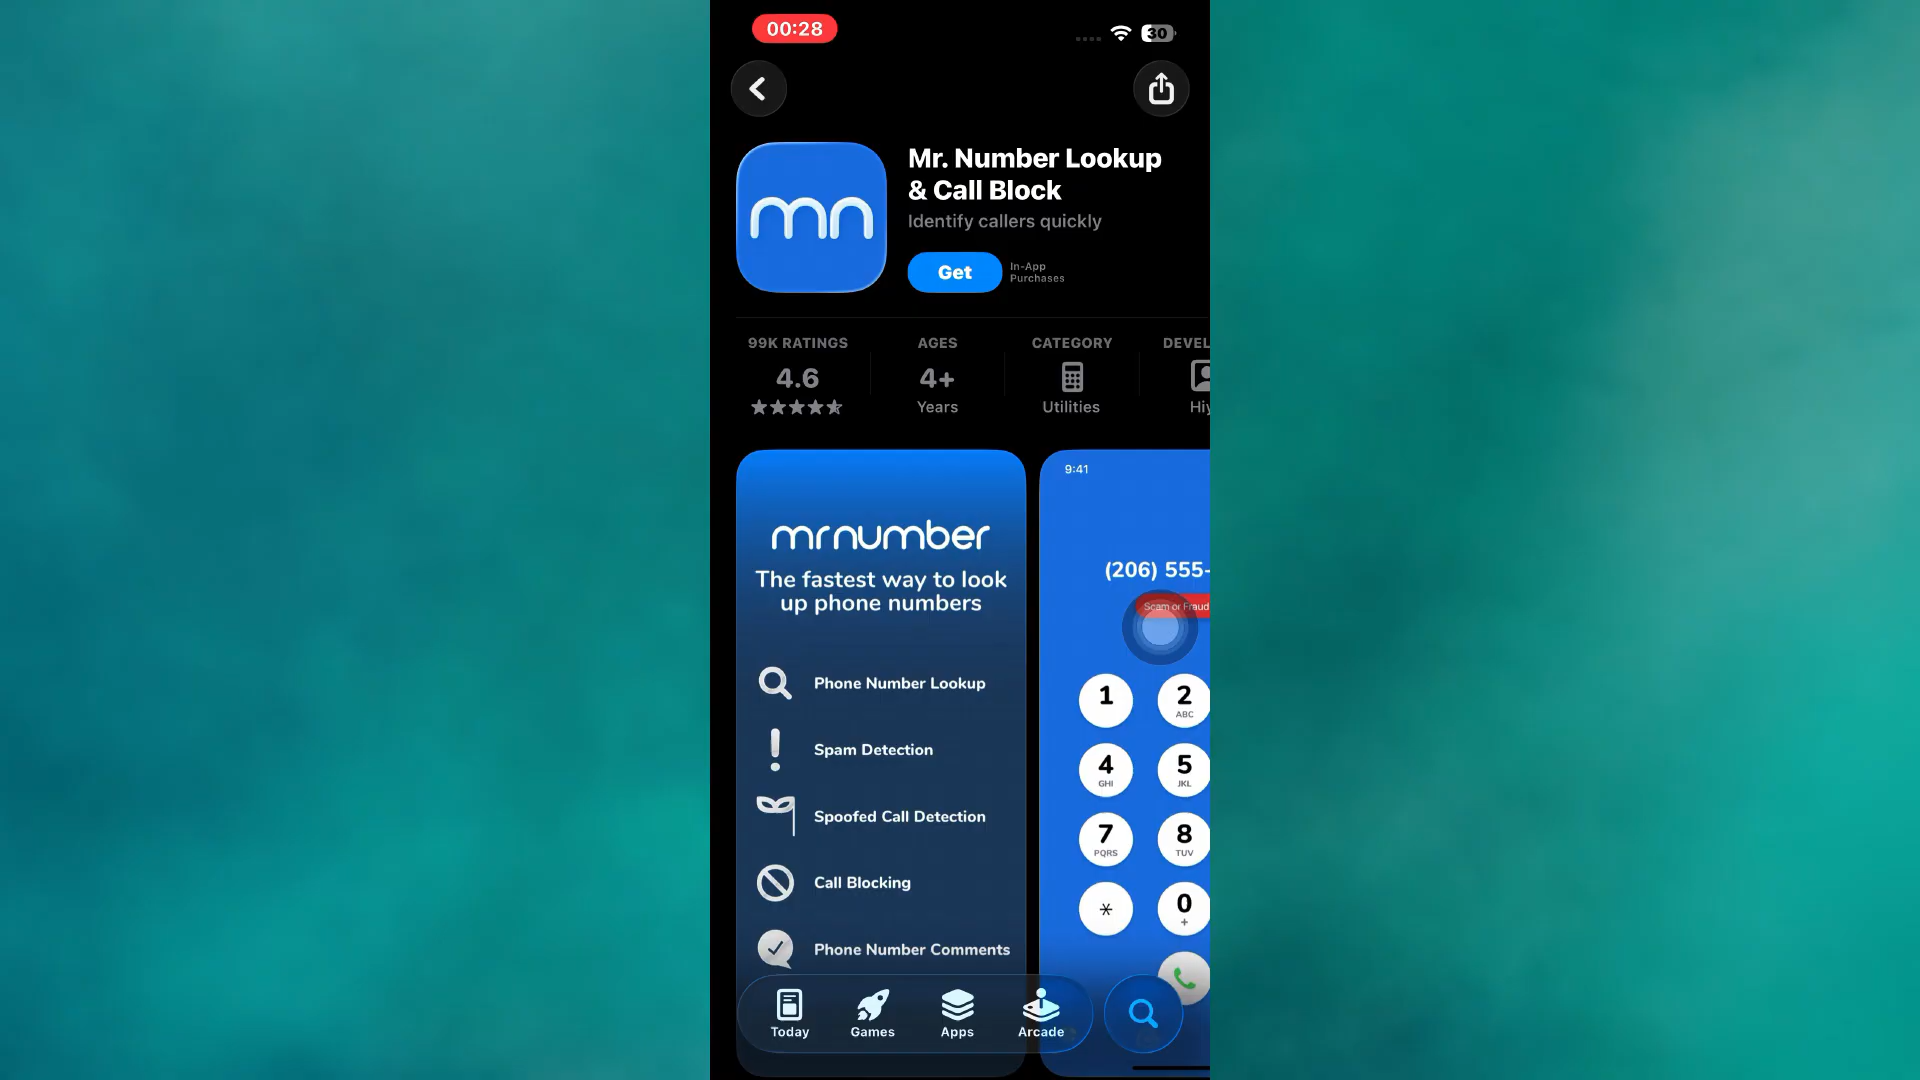 00:28
30
Mr. Number Lookup
& Call Block
Identify callers quickly
Get
In-App
Purchases
99K RATINGS
4.6
AGES
4+
Years
CATEGORY
Utilities
DEVEL
Hiy
mrnumber
The fastest way to look
up phone numbers
Phone Number Lookup
Spam Detection
Spoofed Call Detection
Call Blocking
Phone Number Comments
9:41
(206) 555-
Scam or Fraud
1
2
ABC
4
GHI
5
JKL
7
PQRS
8
TUV
*
0
+
Today
Games
Apps
Arcade